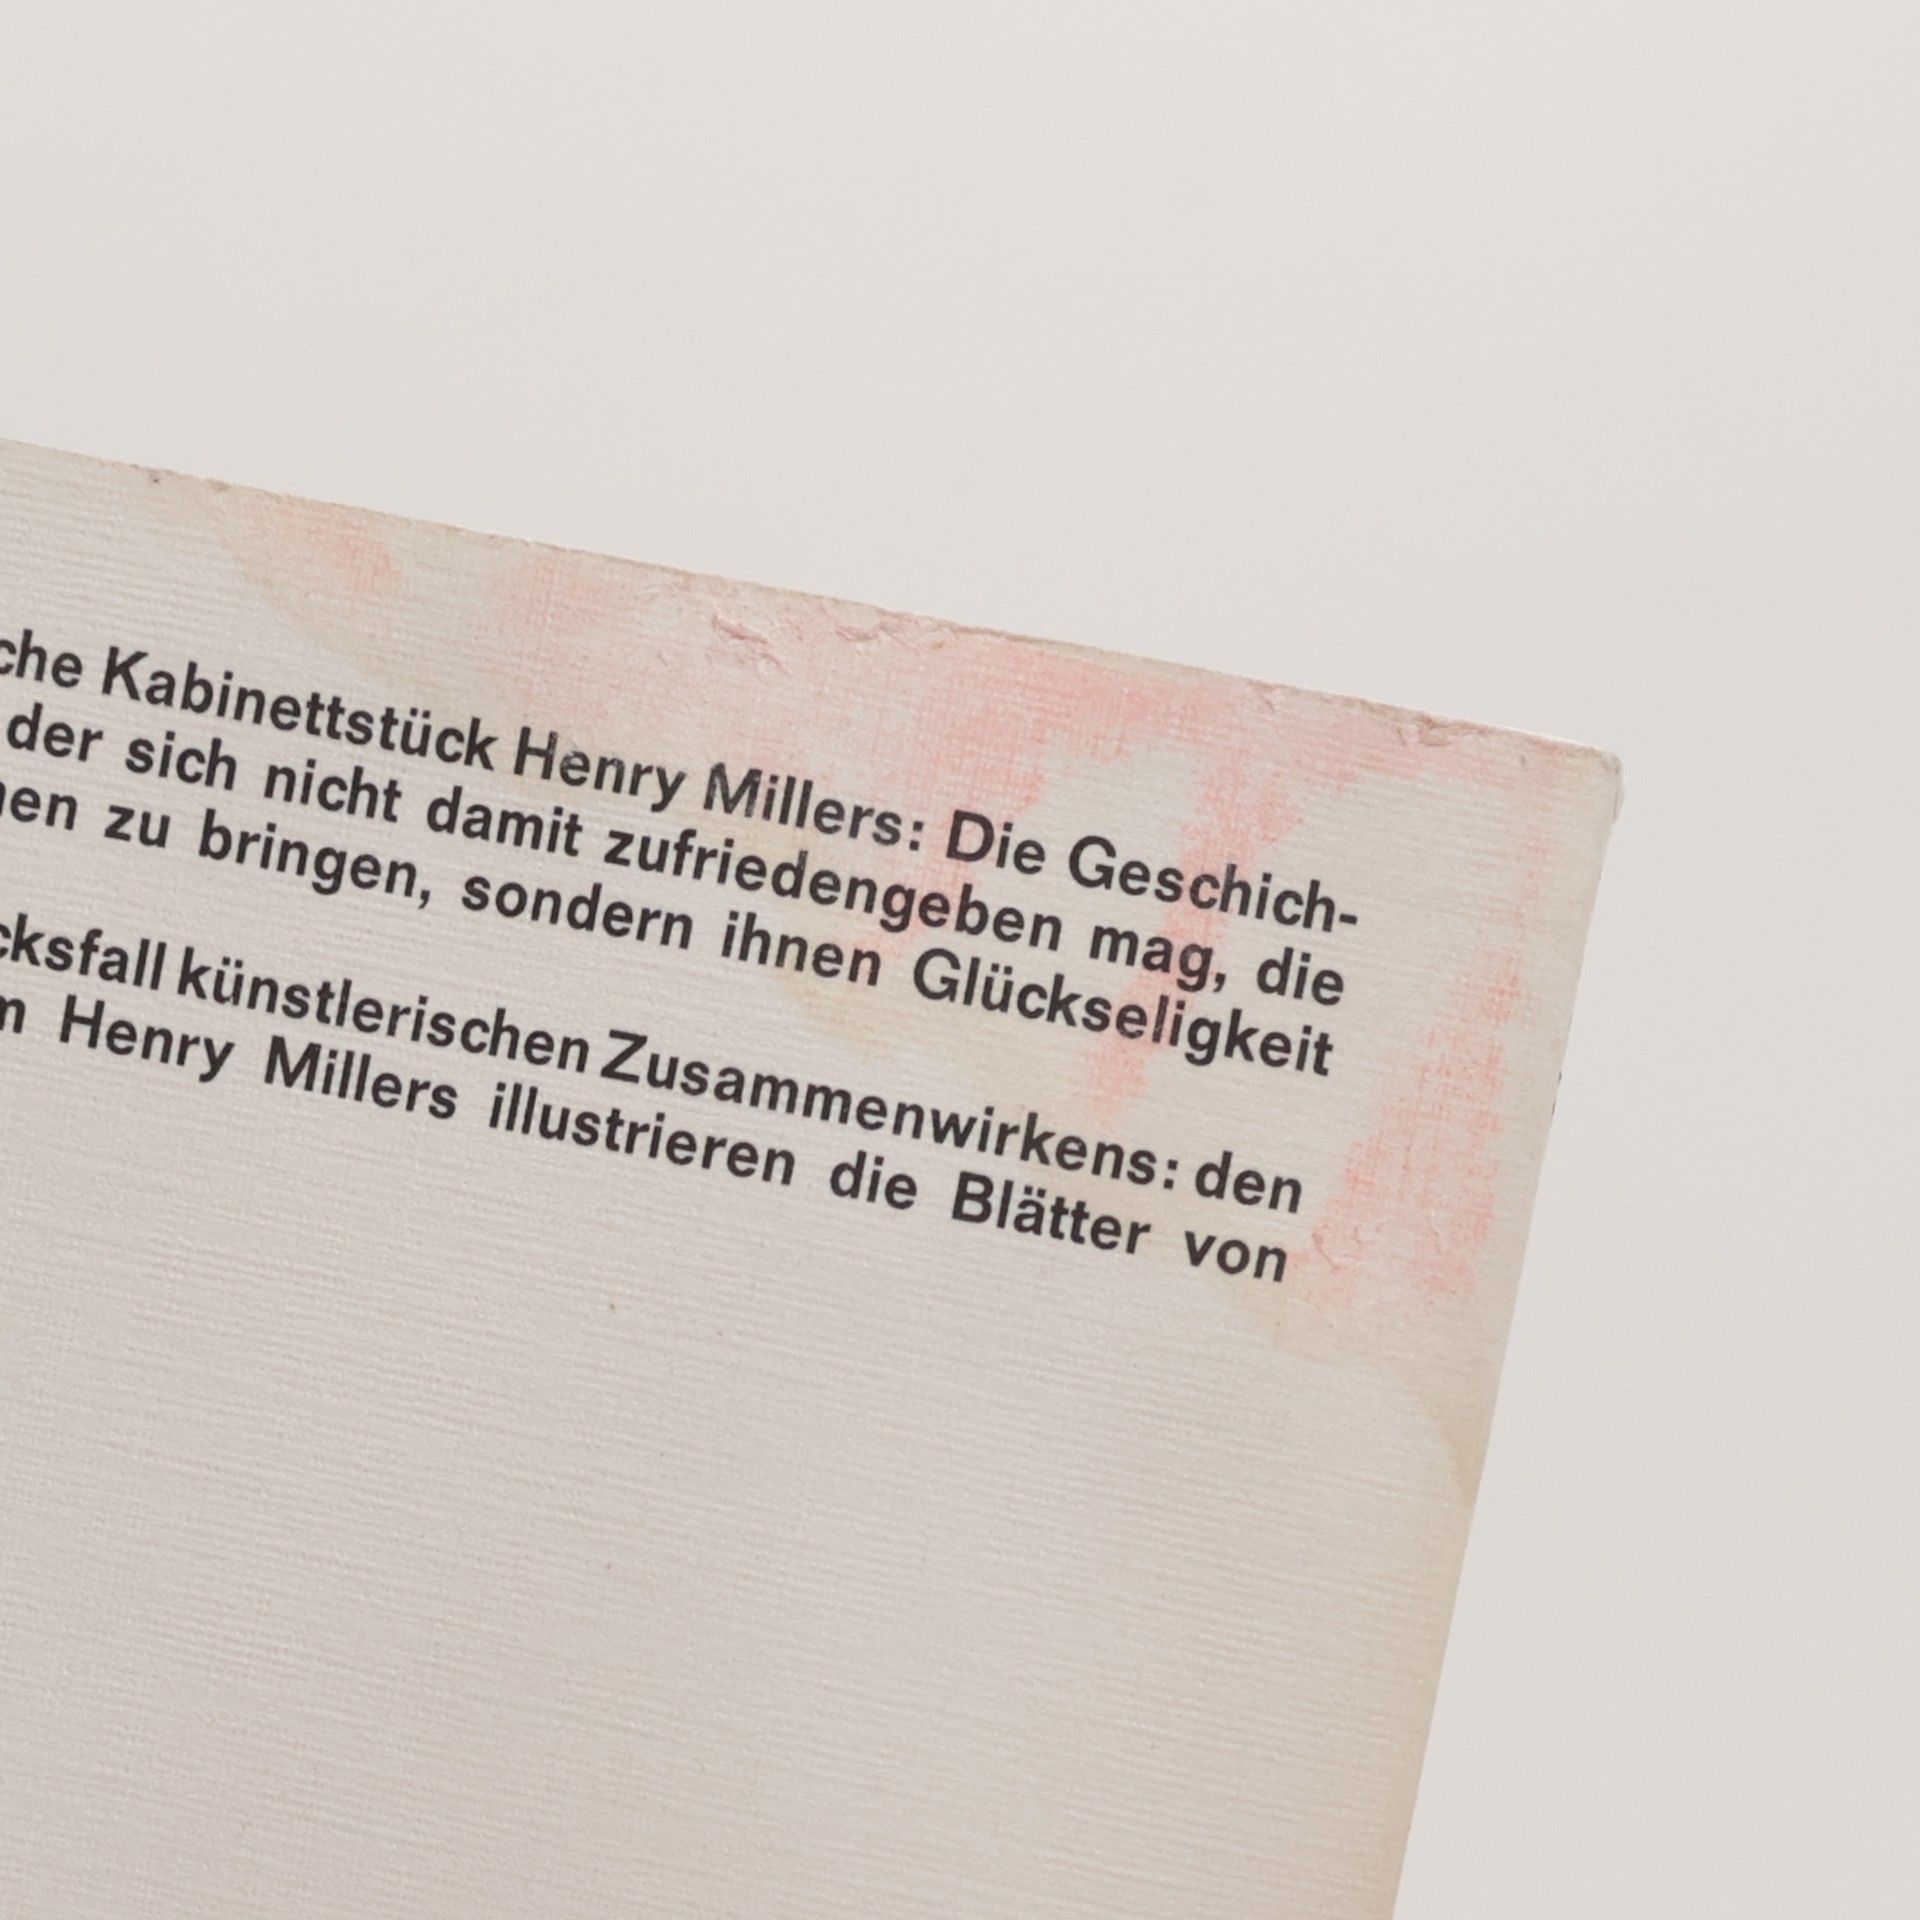 che Kabinettstück Henry Millers: Die Geschich-
der sich nicht damit zufriedengeben mag, die
en zu bringen, sondern ihnen Glückseligkeit
cksfall künstlerischen Zusammenwirkens: den
m Henry Millers illustrieren die Blätter von